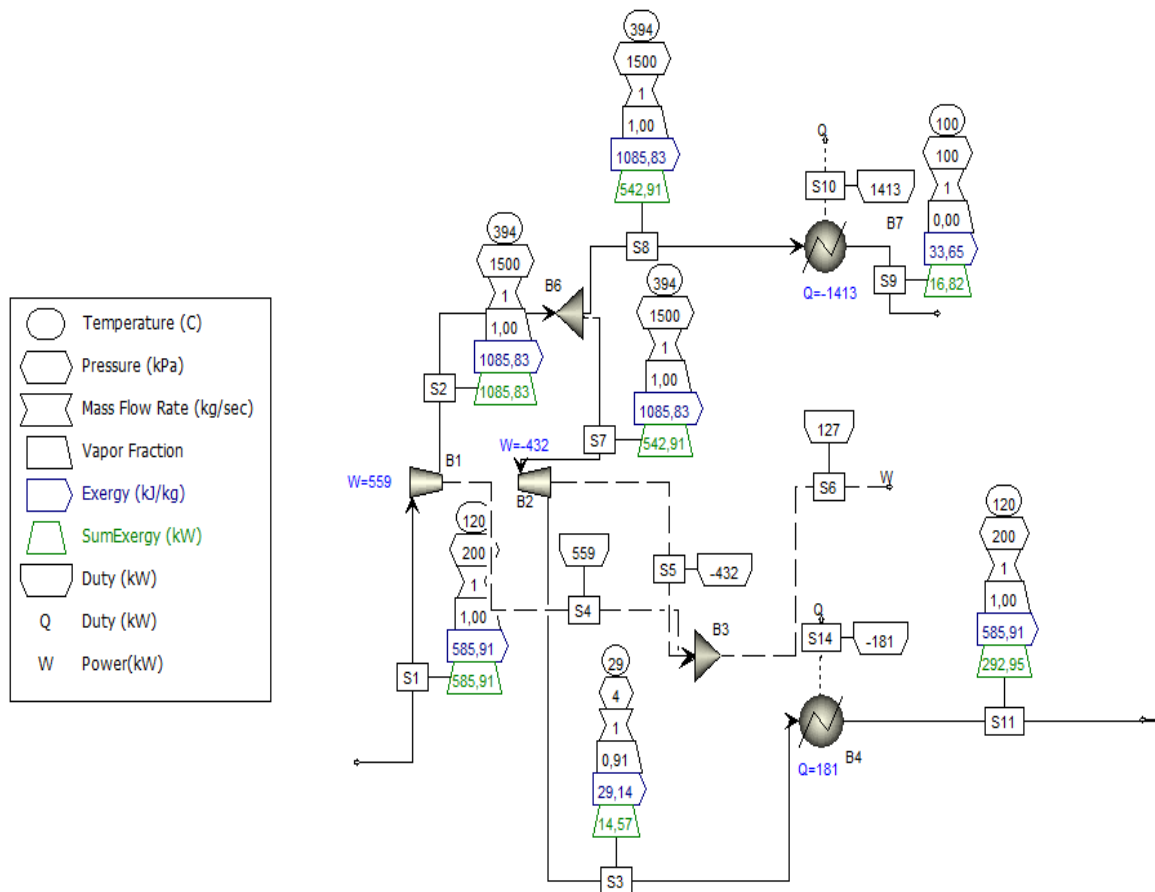 394
1500
1
1,00
1085,83
542,91
S8
Q
S10
1413
B7
Q=-1413
100
100
1
0,00
33,65
16,82
S9
394
1500
1
1,00
1085,83
1085,83
S2
B6
394
1500
1
1,00
1085,83
542,91
S7
Temperature (C)
Pressure (kPa)
Mass Flow Rate (kg/sec)
Vapor Fraction
Exergy (kJ/kg)
SumExergy (kW)
Duty (kW)
Q Duty (kW)
W Power(kW)
W=559
B1
W=-432
B2
127
S6
W
120
200
1
1,00
585,91
585,91
S1
559
S4
S5
-432
B3
Q
S14
-181
B4
Q=181
120
200
1
1,00
585,91
292,95
S11
29
4
1
0,91
29,14
14,57
S3